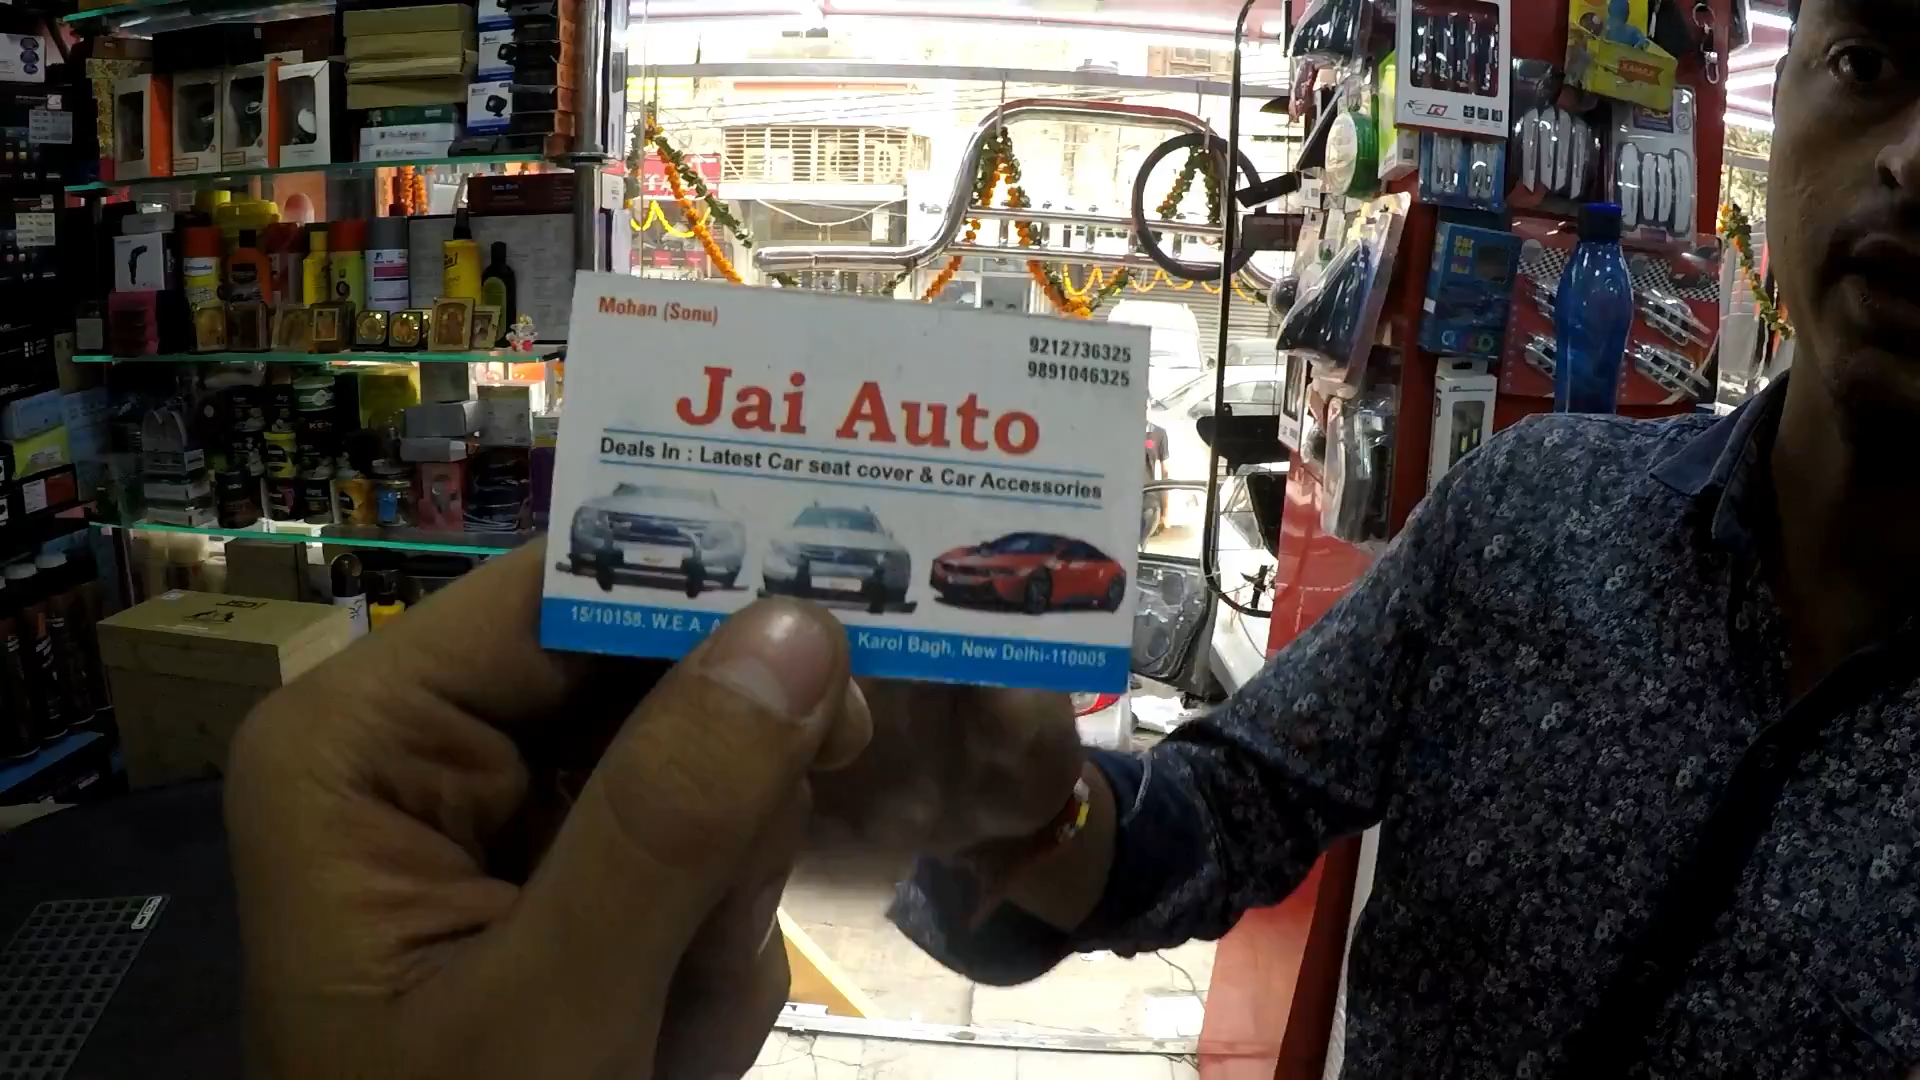 Mohan (Sonu)
9212736325
9891046325
Jai Auto
Deals In : Latest Car seat cover & Car Accessories
15/10158, W.E.A. Karol Bagh, New Delhi-110005